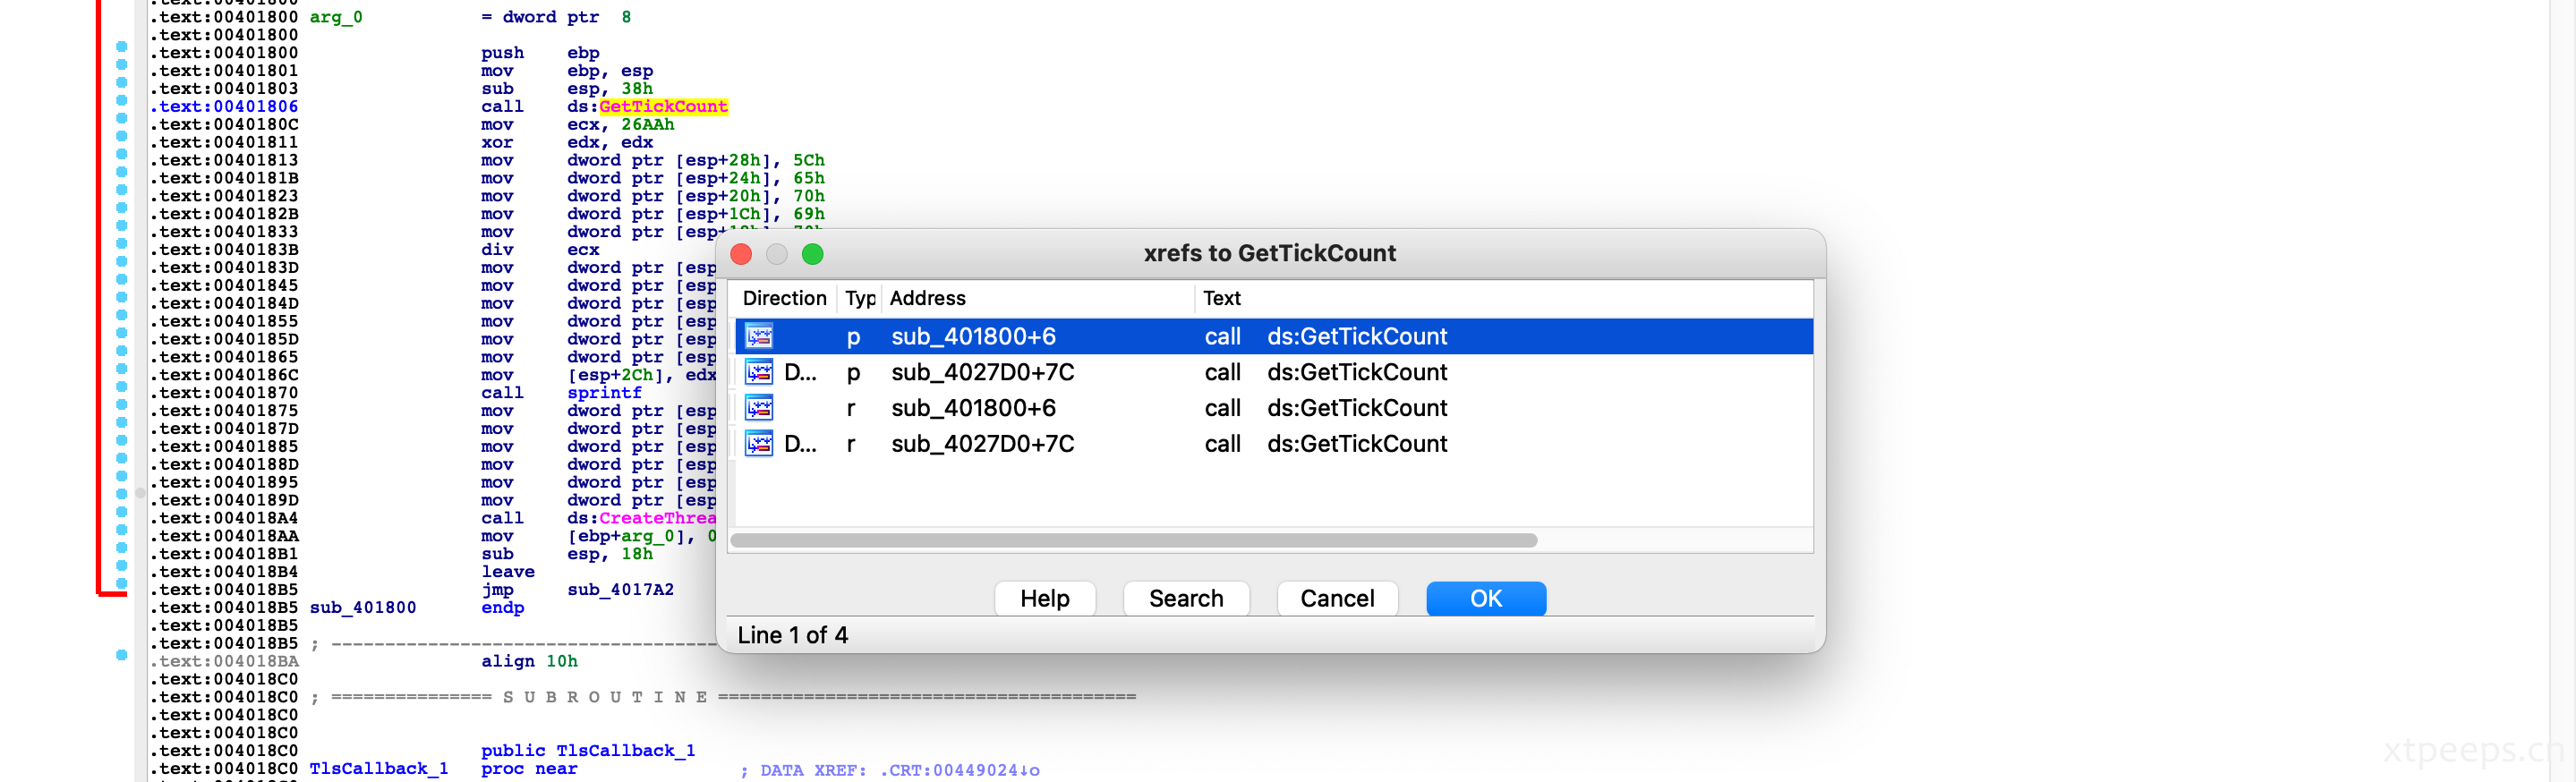 .text:00401800 arg_0 = dword ptr 8
.text:00401800
.text:00401800 push ebp
.text:00401801 mov ebp, esp
.text:00401803 sub esp, 38h
.text:00401806 call ds:GetTickCount
.text:0040180C mov ecx, 26AAh
.text:00401811 xor edx, edx
.text:00401813 mov dword ptr [esp+28h], 5Ch
.text:0040181B mov dword ptr [esp+24h], 65h
.text:00401823 mov dword ptr [esp+20h], 70h
.text:0040182B mov dword ptr [esp+1Ch], 69h
.text:00401833 mov dword ptr
.text:0040183B div ecx
.text:0040183D mov dword ptr [esp
.text:00401845 mov dword ptr [esp
.text:0040184D mov dword ptr [esp
.text:00401855 mov dword ptr [esp
.text:0040185D mov dword ptr [esp
.text:00401865 mov dword ptr [esp
.text:0040186C mov [esp+2Ch], edx
.text:00401870 call sprintf
.text:00401875 mov dword ptr [esp
.text:0040187D mov dword ptr [esp
.text:00401885 mov dword ptr [esp
.text:0040188D mov dword ptr [esp
.text:00401895 mov dword ptr [esp
.text:0040189D mov dword ptr [esp
.text:004018A4 call ds:CreateThrea
.text:004018AA mov [ebp+arg_0], 0
.text:004018B1 sub esp, 18h
.text:004018B4 leave
.text:004018B5 jmp sub_4017A2
.text:004018B5 sub_401800 endp
.text:004018B5
.text:004018B5 ; ---------------------------------------
.text:004018BA align 10h
.text:004018C0
.text:004018C0 ; =============== S U B R O U T I N E =======================================
.text:004018C0
.text:004018C0
.text:004018C0 public TlsCallback_1
.text:004018C0 TlsCallback_1 proc near ; DATA XREF: .CRT:00449024↓o
xrefs to GetTickCount
Direction Typ Address Text
p sub_401800+6 call ds:GetTickCount
D... p sub_4027D0+7C call ds:GetTickCount
r sub_401800+6 call ds:GetTickCount
D... r sub_4027D0+7C call ds:GetTickCount
Help Search Cancel OK
Line 1 of 4
xtpeeps.cn